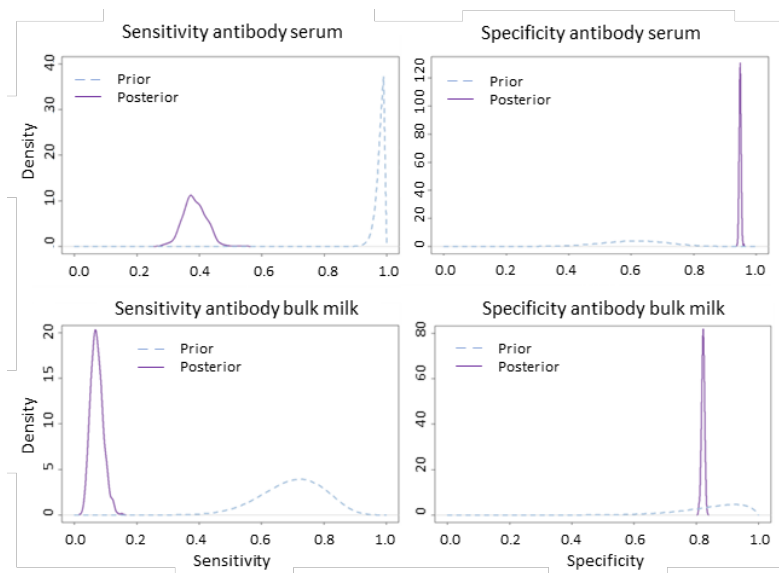 Sensitivity antibody serum
Specificity antibody serum
Density
40
30
20
10
0
Prior
Posterior
0.0 0.2 0.4 0.6 0.8 1.0
120
100
80
60
40
20
0
Prior
Posterior
0.0 0.2 0.4 0.6 0.8 1.0
Sensitivity antibody bulk milk
Specificity antibody bulk milk
Density
20
15
10
5
0
Prior
Posterior
0.0 0.2 0.4 0.6 0.8 1.0
Sensitivity
80
60
40
20
0
Prior
Posterior
0.0 0.2 0.4 0.6 0.8 1.0
Specificity